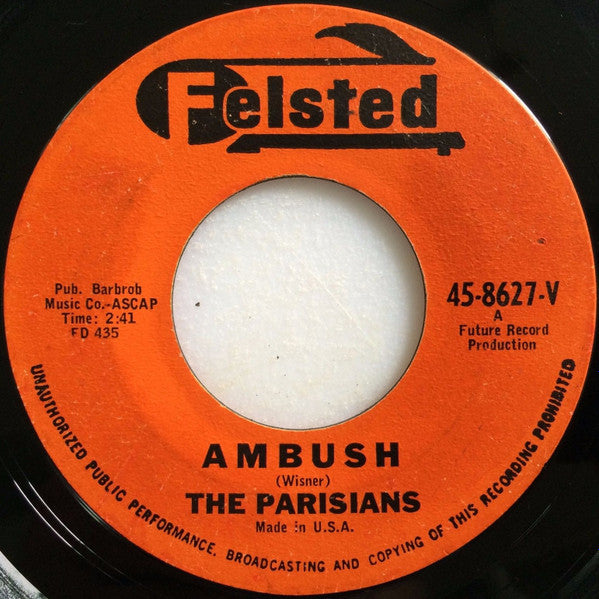 Felsted
Pub. Barbrob
Music Co.-ASCAP
Time: 2:41
FD 435
45-8627-V
A
Future Record
Production
AMBUSH
(Wisner)
THE PARISIANS
Made in U.S.A.
UNAUTHORIZED PUBLIC PERFORMANCE, BROADCASTING AND COPYING OF THIS RECORDING PROHIBITED